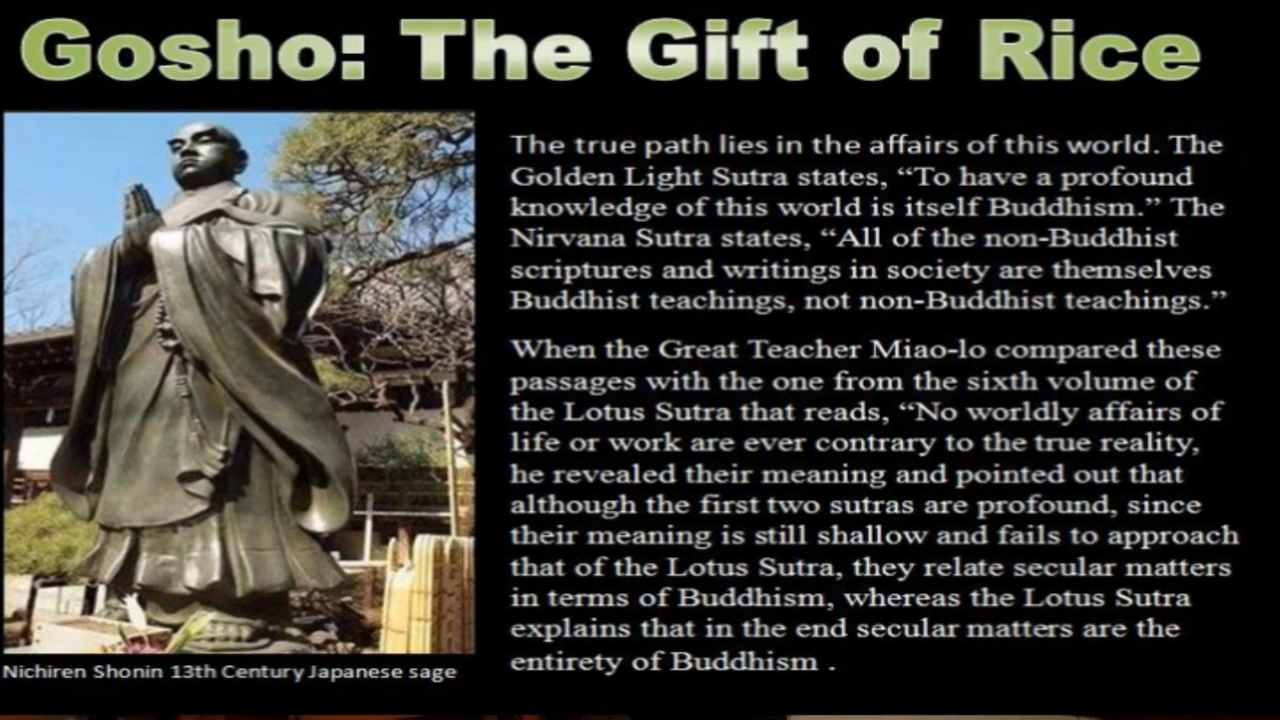 Gosho: The Gift of Rice
The true path lies in the affairs of this world. The
Golden Light Sutra states, “To have a profound
knowledge of this world is itself Buddhism.” The
Nirvana Sutra states, “All of the non-Buddhist
scriptures and writings in society are themselves
Buddhist teachings, not non-Buddhist teachings.”
When the Great Teacher Miao-lo compared these
passages with the one from the sixth volume of
the Lotus Sutra that reads, “No worldly affairs of
life or work are ever contrary to the true reality,
he revealed their meaning and pointed out that
although the first two sutras are profound, since
their meaning is still shallow and fails to approach
that of the Lotus Sutra, they relate secular matters
in terms of Buddhism, whereas the Lotus Sutra
explains that in the end secular matters are the
entirety of Buddhism .
Nichiren Shonin 13th Century Japanese sage